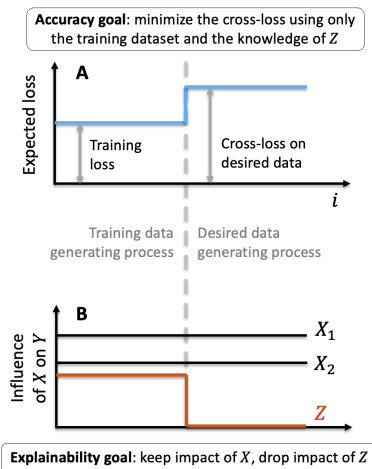 Accuracy goal: minimize the cross-loss using only
the training dataset and the knowledge of Z
A
Expected loss
Training
loss
Cross-loss on
desired data
i
Training data
generating process
Desired data
generating process
B
Influence
of X on Y
X₁
X₂
Z
Explainability goal: keep impact of X, drop impact of Z